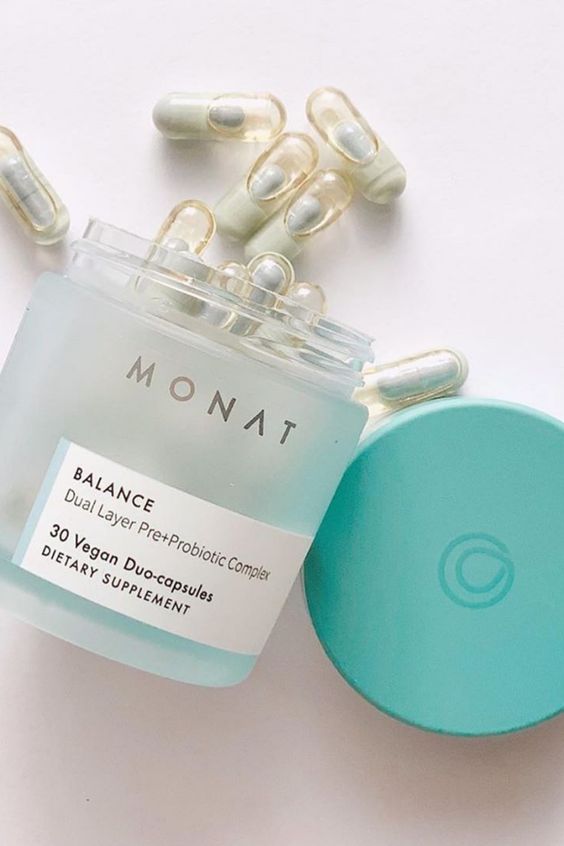 MONAT
BALANCE
Dual Layer Pre+Probiotic Complex
30 Vegan Duo-capsules
DIETARY SUPPLEMENT